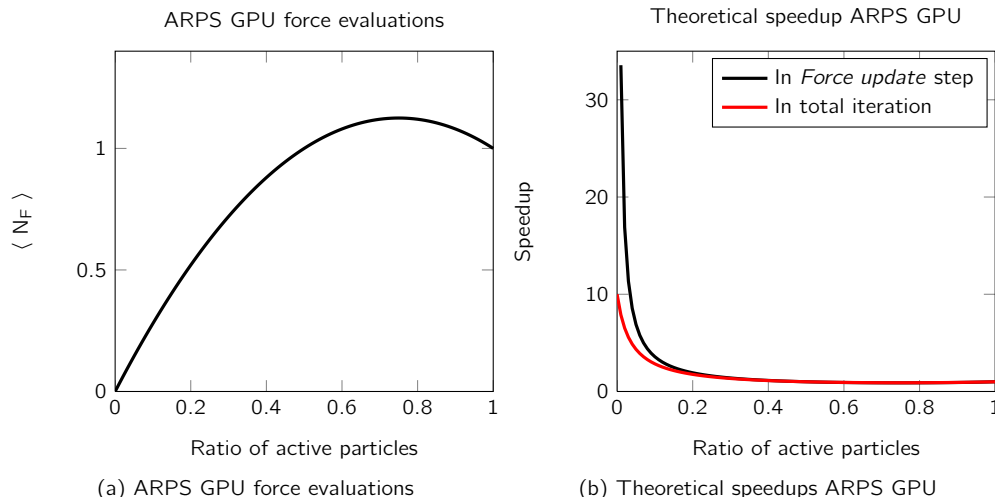 ARPS GPU force evaluations
1
0.5
0
⟨ N_F ⟩
0 0.2 0.4 0.6 0.8 1
Ratio of active particles
(a) ARPS GPU force evaluations
Theoretical speedup ARPS GPU
In Force update step
In total iteration
30
20
10
0
Speedup
0 0.2 0.4 0.6 0.8 1
Ratio of active particles
(b) Theoretical speedups ARPS GPU